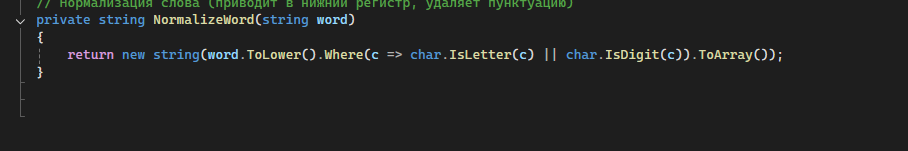 // Нормализация слова (приводит в нижний регистр, удаляет пунктуацию)
private string NormalizeWord(string word)
{
return new string(word.ToLower().Where(c => char.IsLetter(c) || char.IsDigit(c)).ToArray());
}